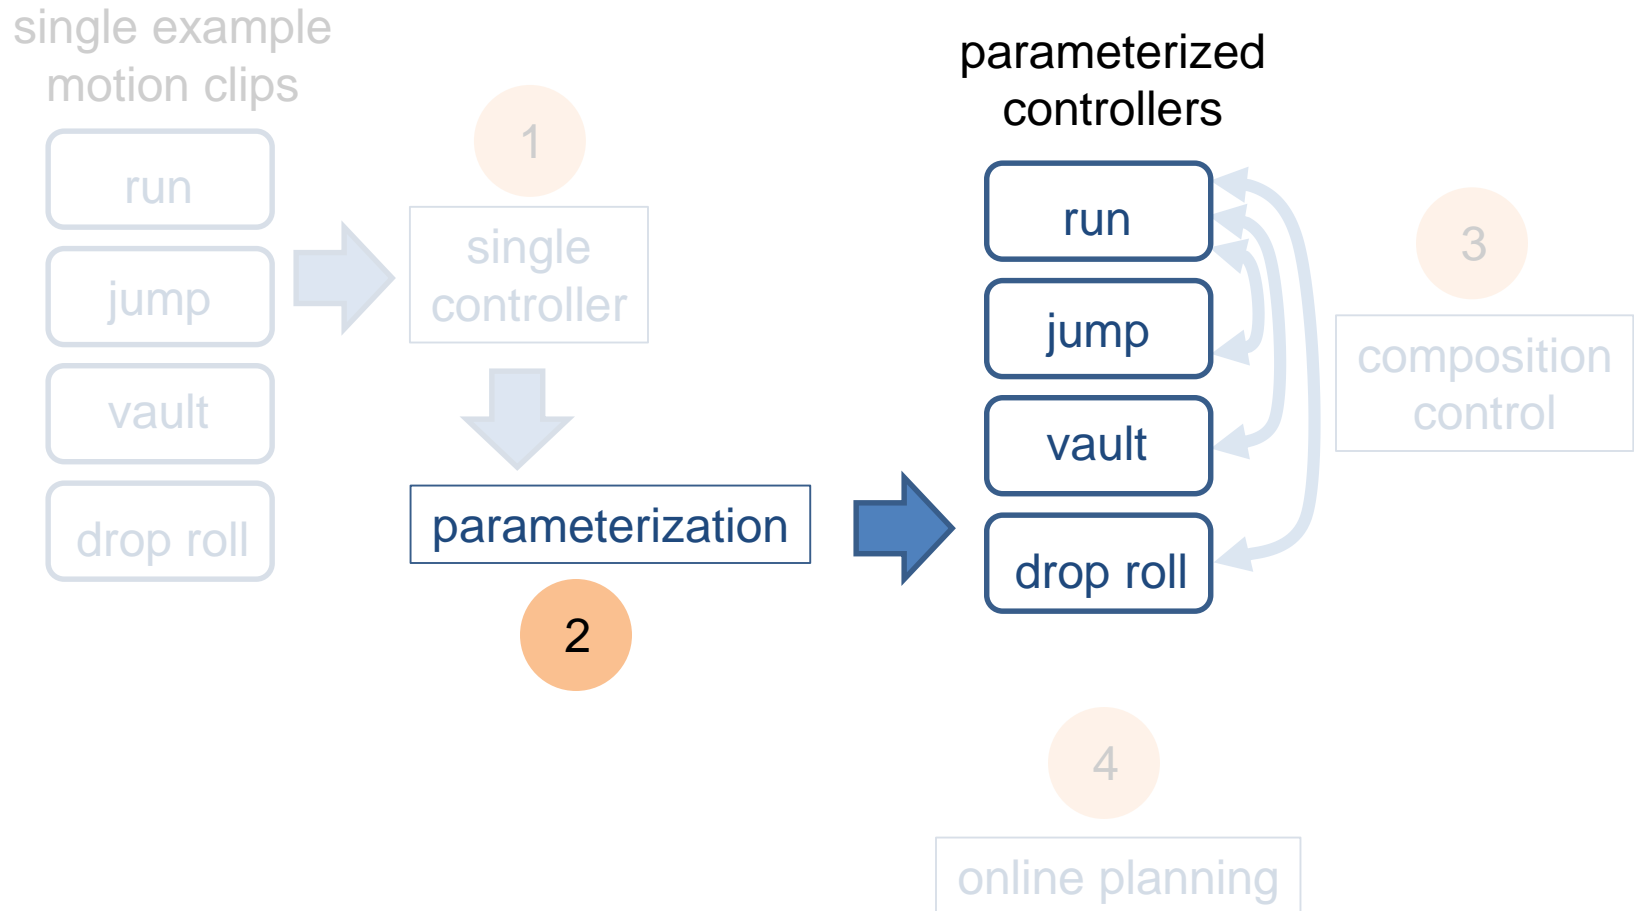 single example
motion clips
run
jump
vault
drop roll
1
single
controller
parameterization
2
parameterized
controllers
run
jump
vault
drop roll
3
composition
control
4
online planning